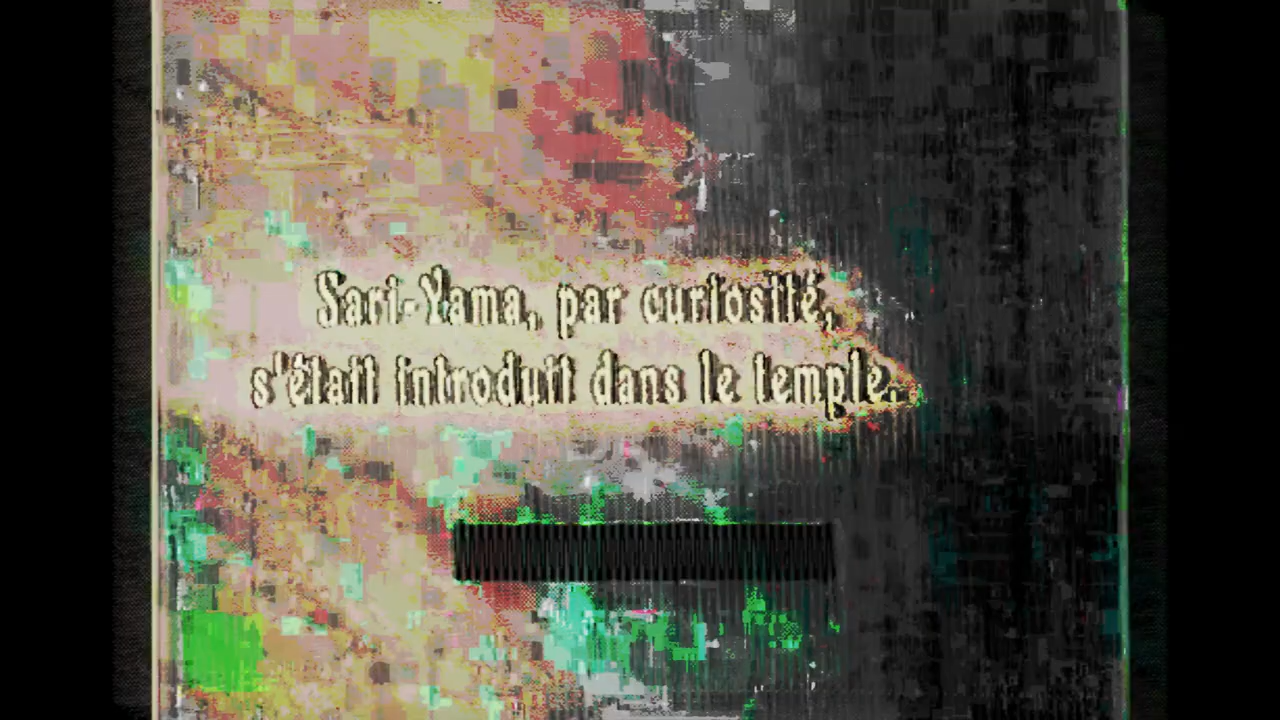 Sari-Yama, par curiosité,
s'était introduit dans le temple.